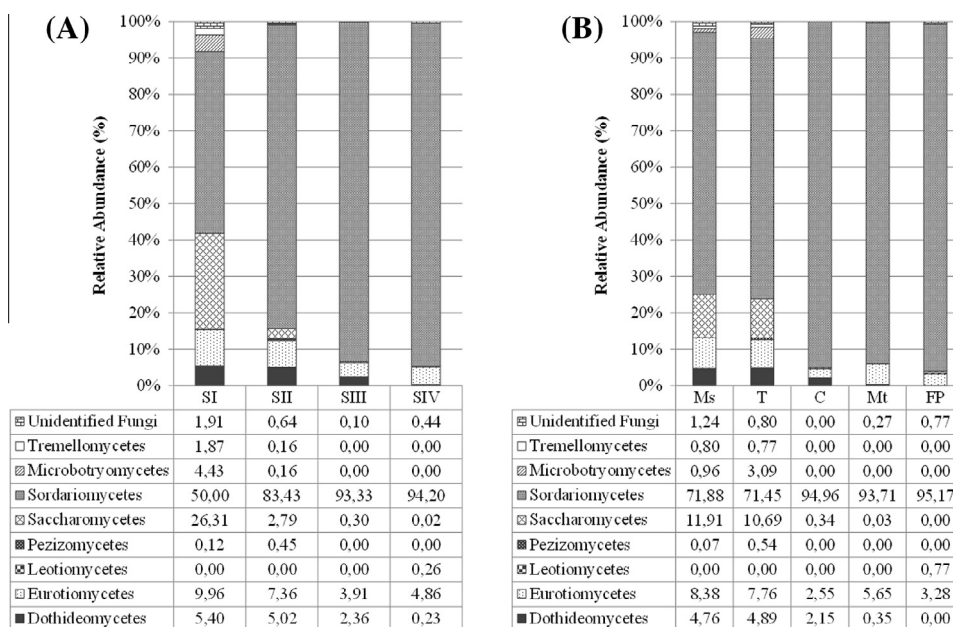 (A)
Relative Abundance (%)
100%
90%
80%
70%
60%
50%
40%
30%
20%
10%
0%
SI SII SIII SIV
Unidentified Fungi 1,91 0,64 0,10 0,44
Tremellomycetes 1,87 0,16 0,00 0,00
Microbotryomycetes 4,43 0,16 0,00 0,00
Sordariomycetes 50,00 83,43 93,33 94,20
Saccharomycetes 26,31 2,79 0,30 0,02
Pezizomycetes 0,12 0,45 0,00 0,00
Leotiomycetes 0,00 0,00 0,00 0,26
Eurotiomycetes 9,96 7,36 3,91 4,86
Dothideomycetes 5,40 5,02 2,36 0,23
(B)
Relative Abundance (%)
100%
90%
80%
70%
60%
50%
40%
30%
20%
10%
0%
Ms T C Mt FP
Unidentified Fungi 1,24 0,80 0,00 0,27 0,77
Tremellomycetes 0,80 0,77 0,00 0,00 0,00
Microbotryomycetes 0,96 3,09 0,00 0,00 0,00
Sordariomycetes 71,88 71,45 94,96 93,71 95,17
Saccharomycetes 11,91 10,69 0,34 0,03 0,00
Pezizomycetes 0,07 0,54 0,00 0,00 0,00
Leotiomycetes 0,00 0,00 0,00 0,00 0,77
Eurotiomycetes 8,38 7,76 2,55 5,65 3,28
Dothideomycetes 4,76 4,89 2,15 0,35 0,00